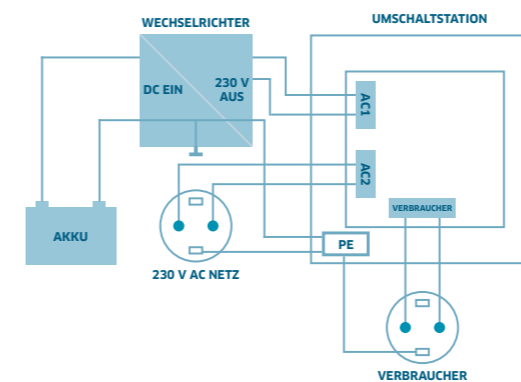 WECHSELRICHTER
UMSCHALTSTATION
DC EIN
230 V
AUS
AC1
AC2
VERBRAUCHER
AKKU
PE
230 V AC NETZ
VERBRAUCHER